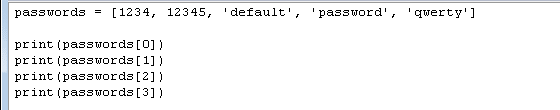 passwords = [1234, 12345, 'default', 'password', 'qwerty']
print(passwords[0])
print(passwords[1])
print(passwords[2])
print(passwords[3])